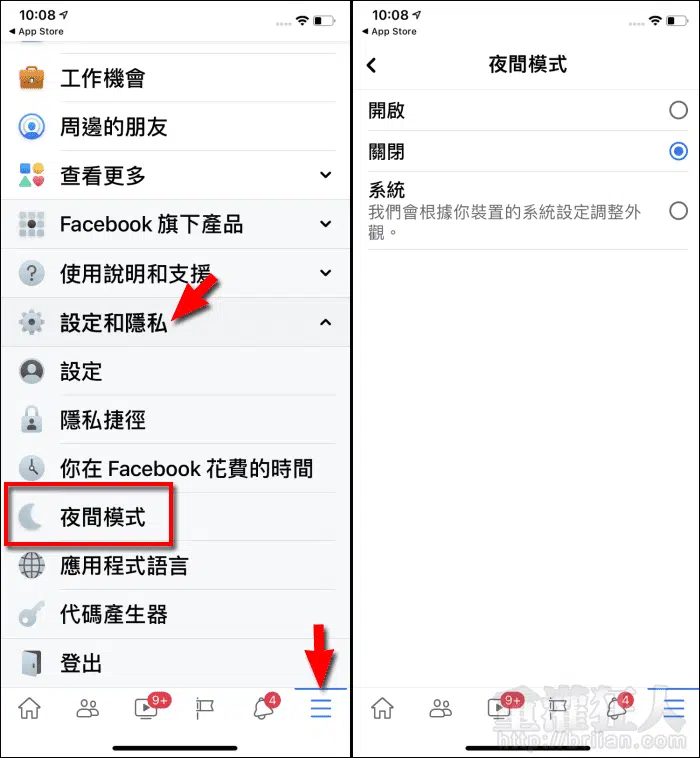 10:08
App Store
工作機會
周邊的朋友
查看更多
Facebook 旗下產品
使用說明和支援
設定和隱私
設定
隱私捷徑
你在 Facebook 花費的時間
夜間模式
應用程式語言
代碼產生器
登出
9+
4
10:08
App Store
夜間模式
開啟
關閉
系統
我們會根據你裝置的系統設定調整外
觀。
9+
4
重灌狂人
http://briian.com